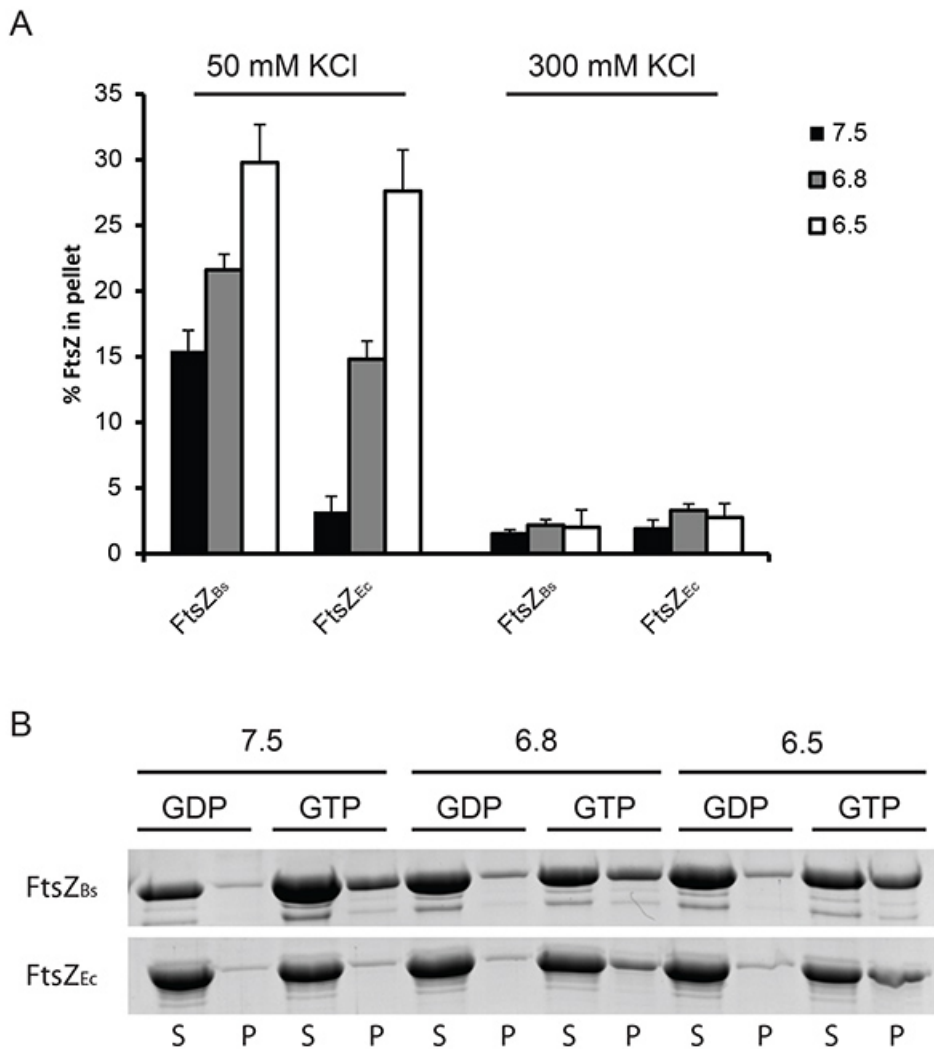 A
50 mM KCl 300 mM KCl
35
30
25
20
15
10
5
0
% FtsZ in pellet
7.5
6.8
6.5
FtsZBs FtsZEc FtsZBs FtsZEc
B
7.5 6.8 6.5
GDP GTP GDP GTP GDP GTP
FtsZBs
FtsZEc
S P S P S P S P S P S P